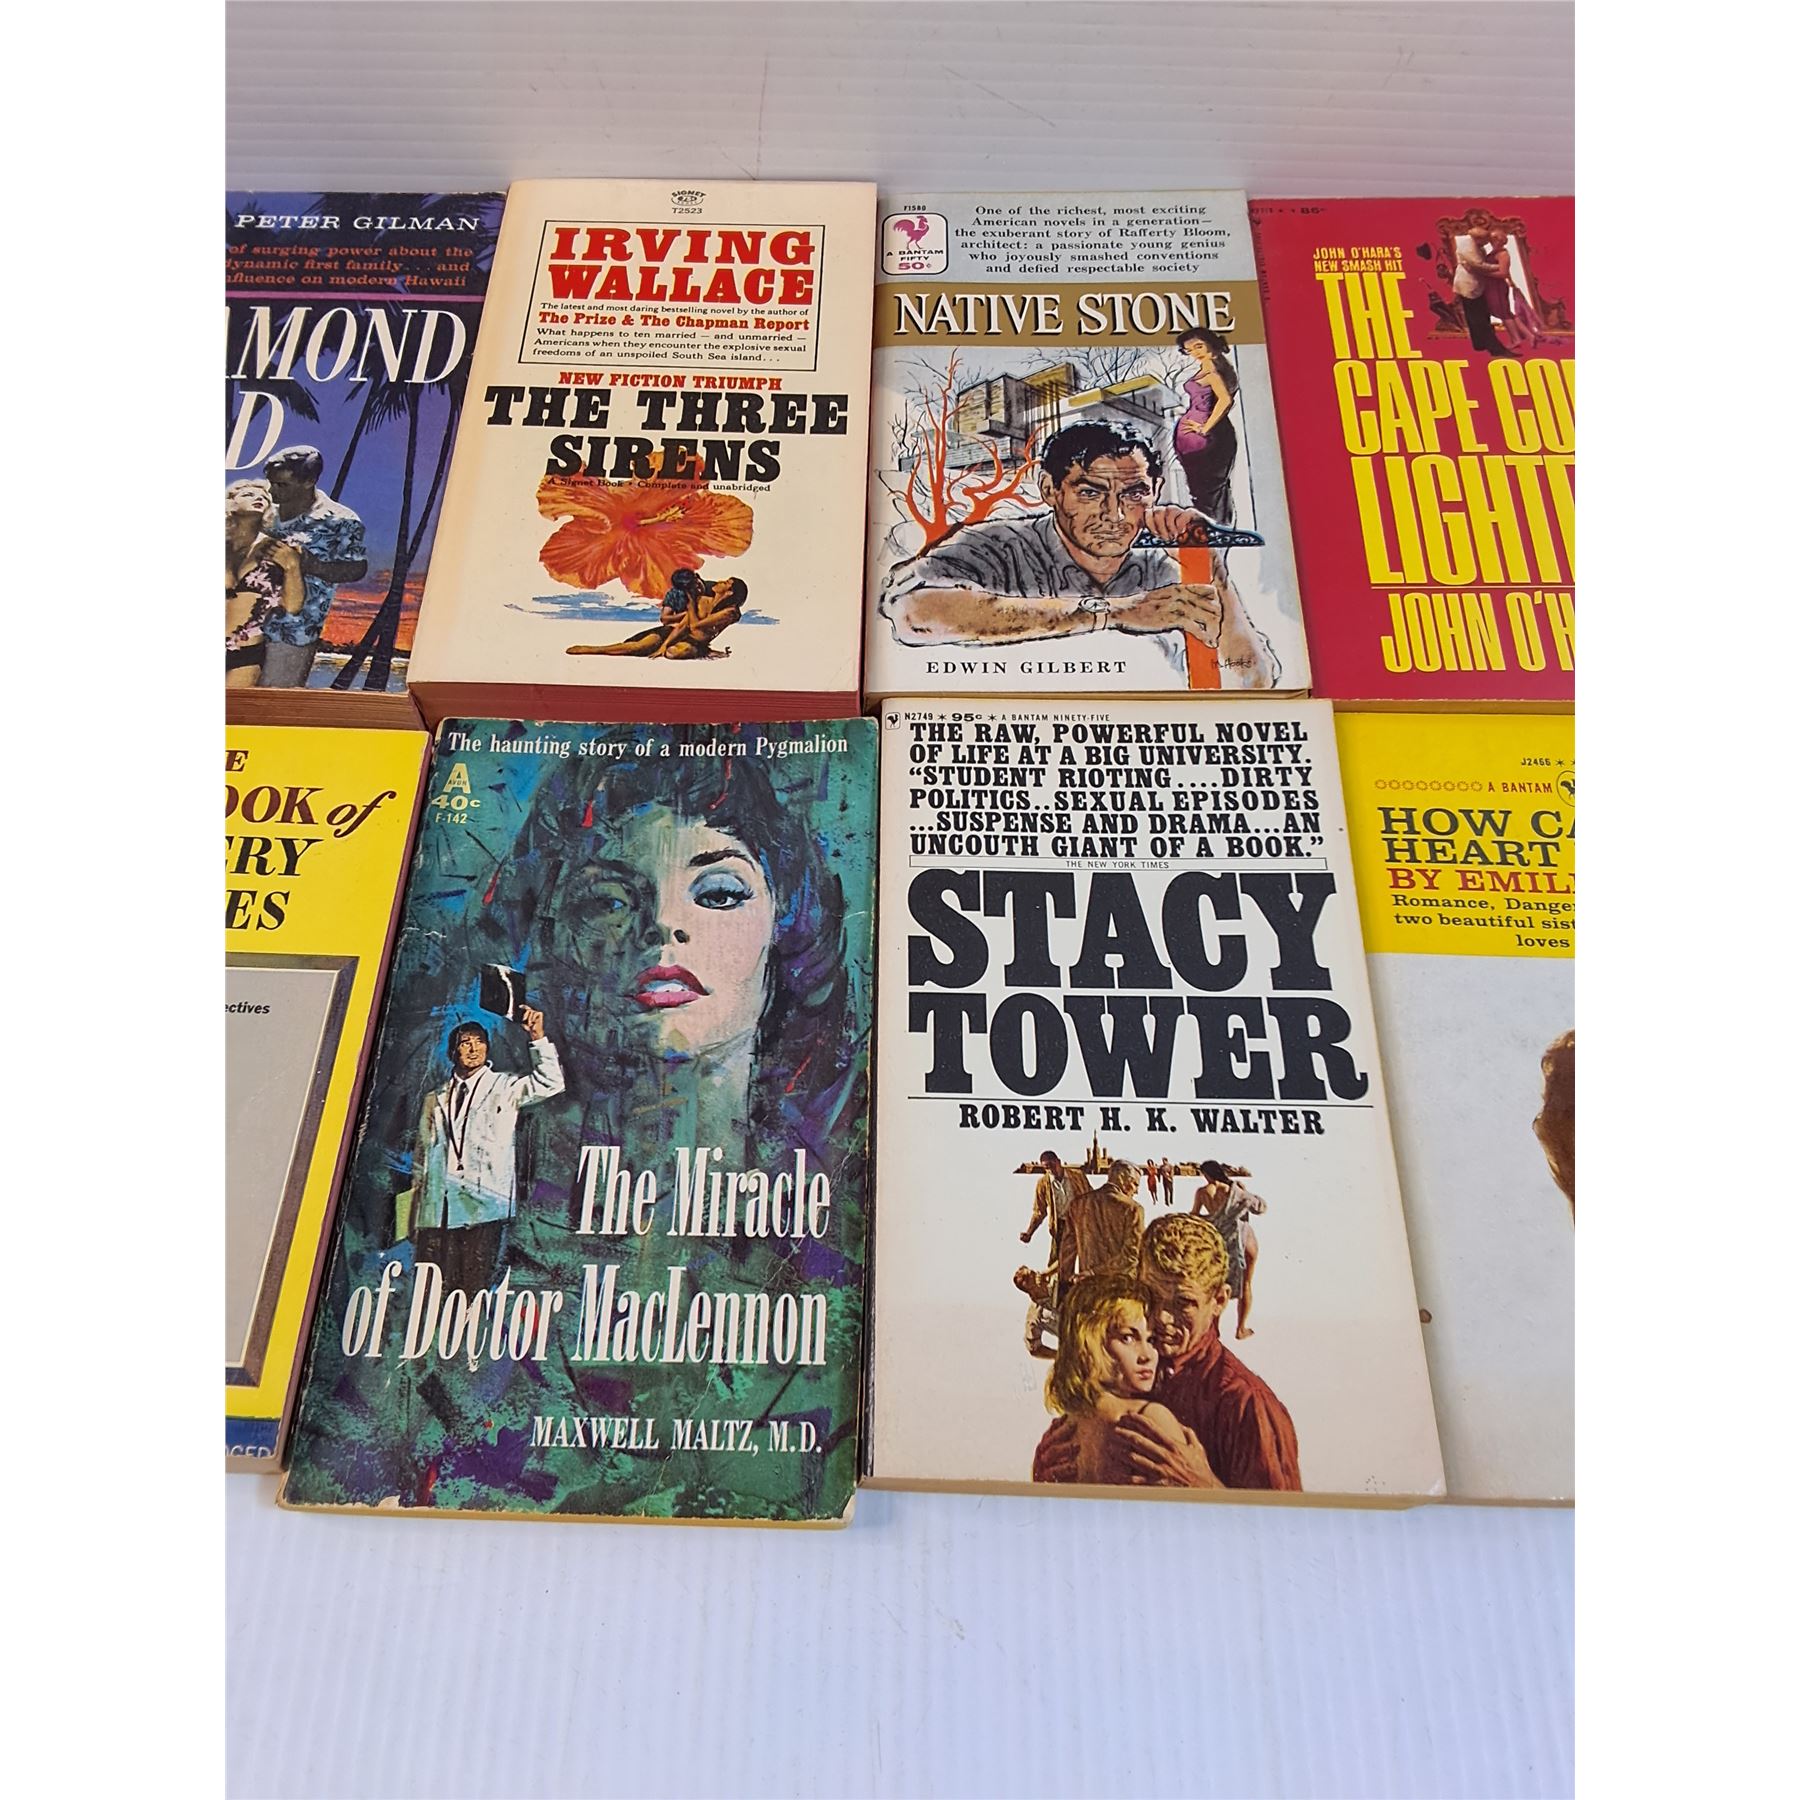 PETER GILMAN
of surging power about the
dynamic first family... and
influence on modern Hawaii
AMOND
D
SIGNET
T2523
IRVING
WALLACE
The latest and most daring bestselling novel by the author of
The Prize & The Chapman Report
What happens to ten married — and unmarried —
Americans when they encounter the explosive sexual
freedoms of an unspoiled South Sea island...
NEW FICTION TRIUMPH
THE THREE
SIRENS
A Signet Book • Complete and unabridged
F1580
A BANTAM
FIFTY
50¢
One of the richest, most exciting
American novels in a generation—
the exuberant story of Rafferty Bloom,
architect: a passionate young genius
who joyously smashed conventions
and defied respectable society
NATIVE STONE
EDWIN GILBERT
JOHN O'HARA'S
NEW SMASH HIT
THE
CAPE CO
LIGHT
JOHN O'H
E
OOK of
ERY
ES
ectives
DGED
The haunting story of a modern Pygmalion
A
AVON
40¢
F-142
The Miracle
of Doctor MacLennon
MAXWELL MALTZ, M.D.
N2749 * 95¢ * A BANTAM NINETY-FIVE
THE RAW, POWERFUL NOVEL
OF LIFE AT A BIG UNIVERSITY.
“STUDENT RIOTING....DIRTY
POLITICS..SEXUAL EPISODES
...SUSPENSE AND DRAMA...AN
UNCOUTH GIANT OF A BOOK.”
THE NEW YORK TIMES
STACY
TOWER
ROBERT H. K. WALTER
J2466 *
A BANTAM
HOW CA
HEART
BY EMIL
Romance, Dange
two beautiful sist
loves